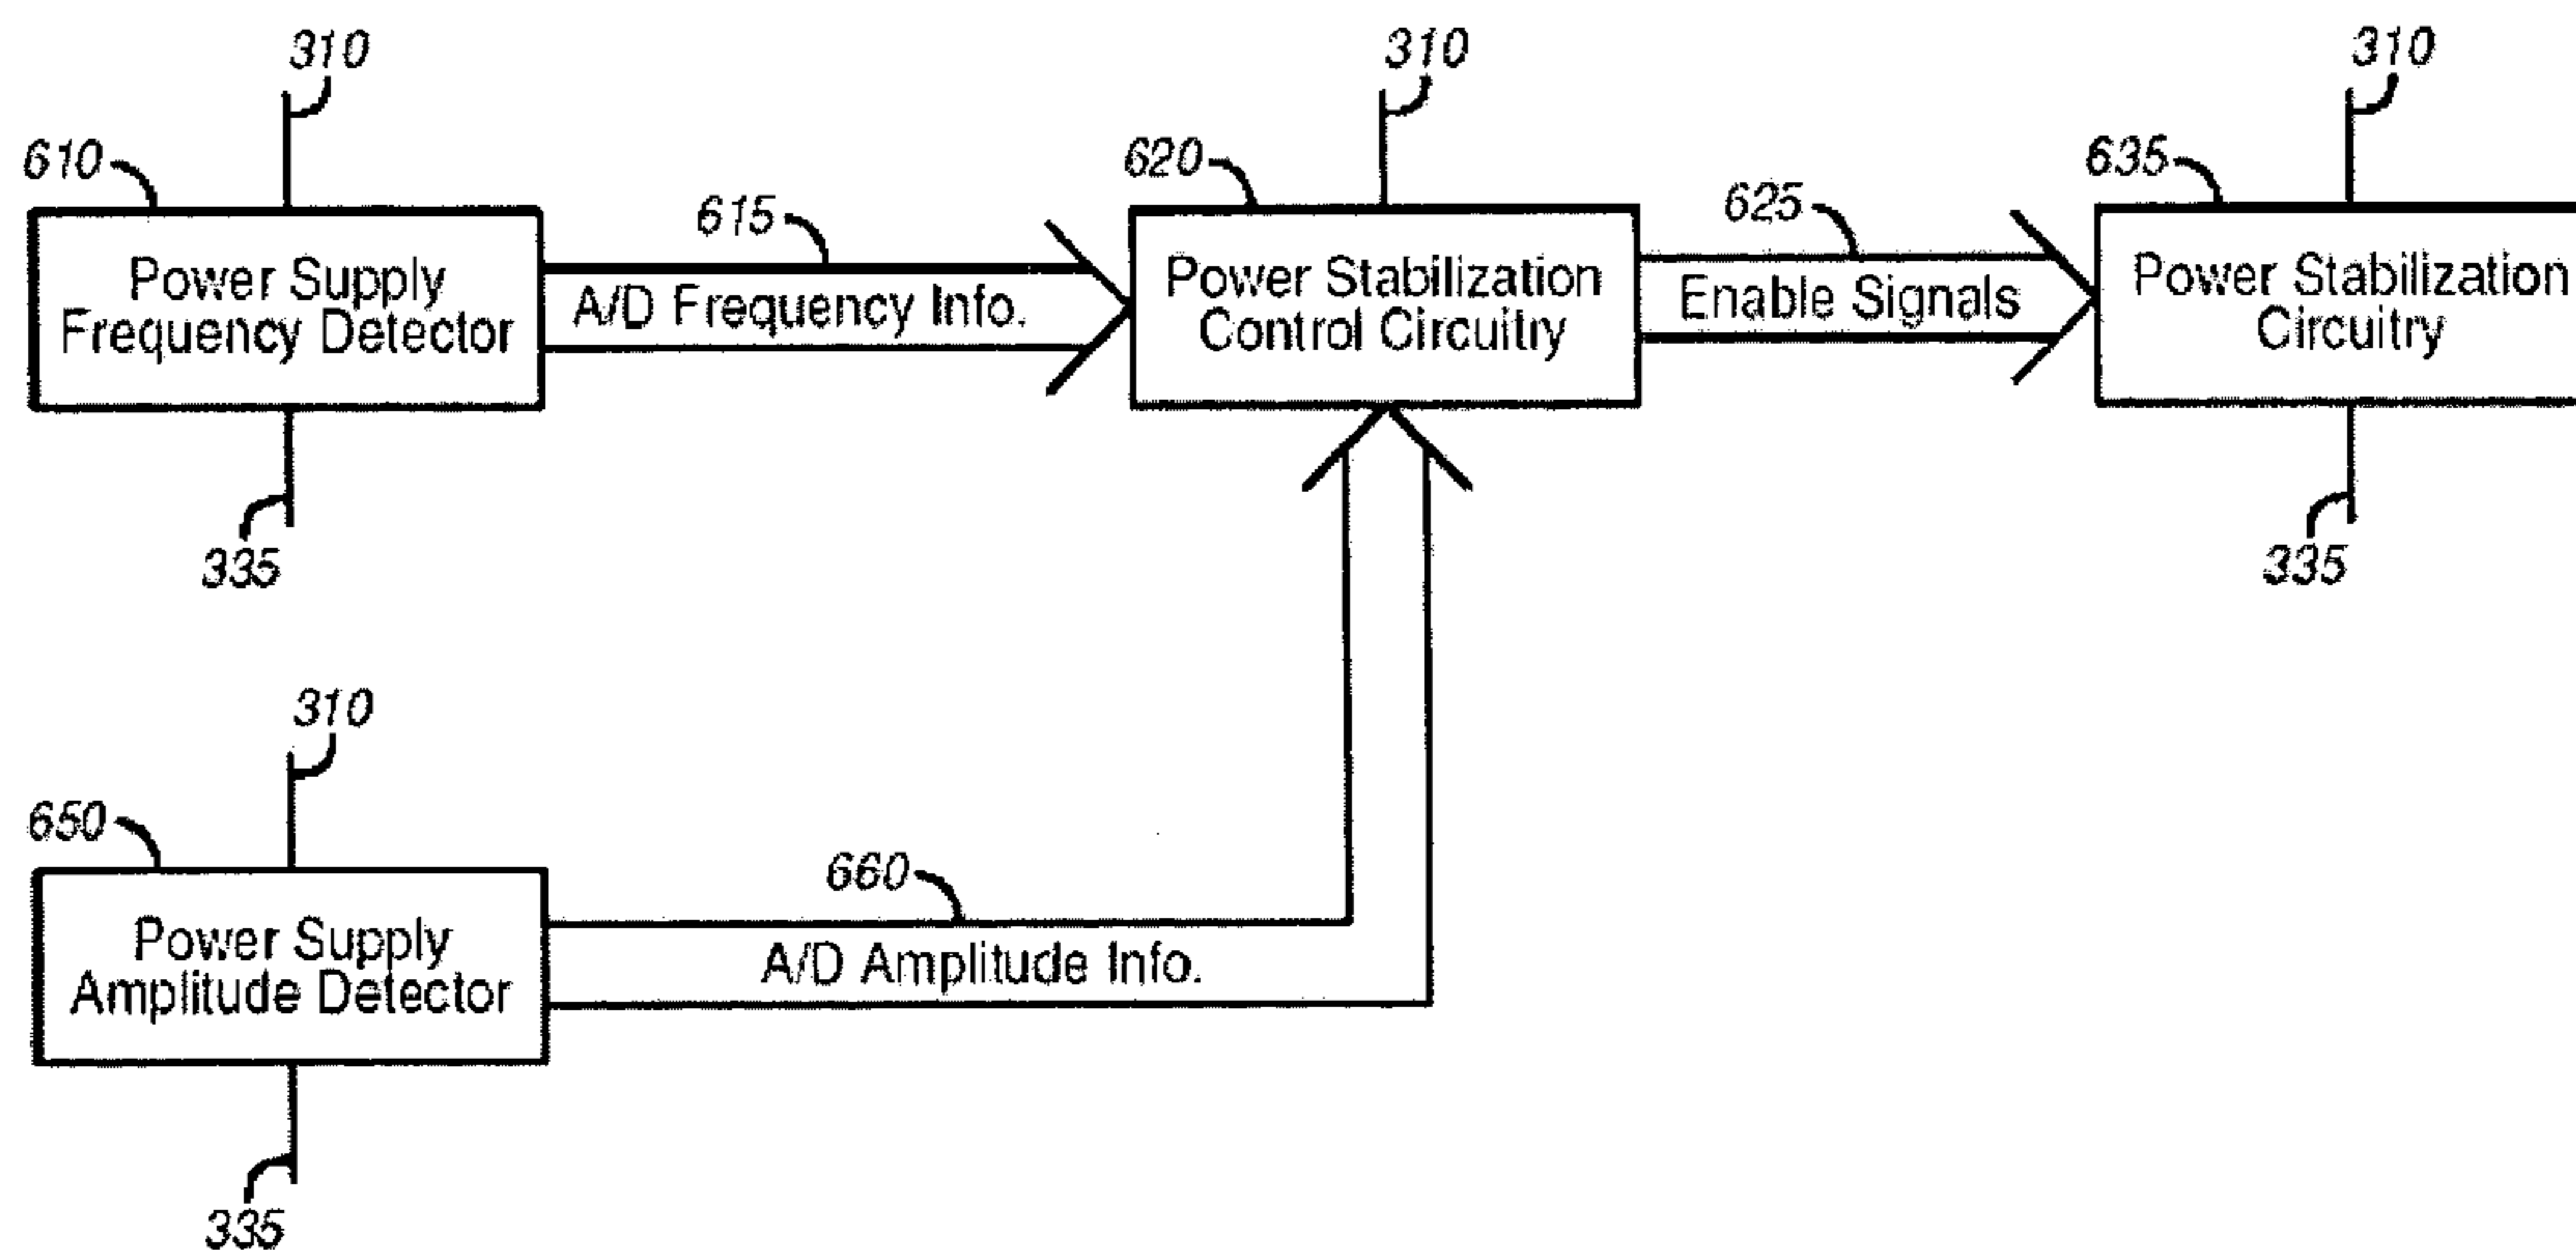 310
310
310
610
620
635
615
625
Power Supply
Frequency Detector
A/D Frequency Info.
Power Stabilization
Control Circuitry
Enable Signals
Power Stabilization
Circuitry
335
335
310
650
660
Power Supply
Amplitude Detector
A/D Amplitude Info.
335